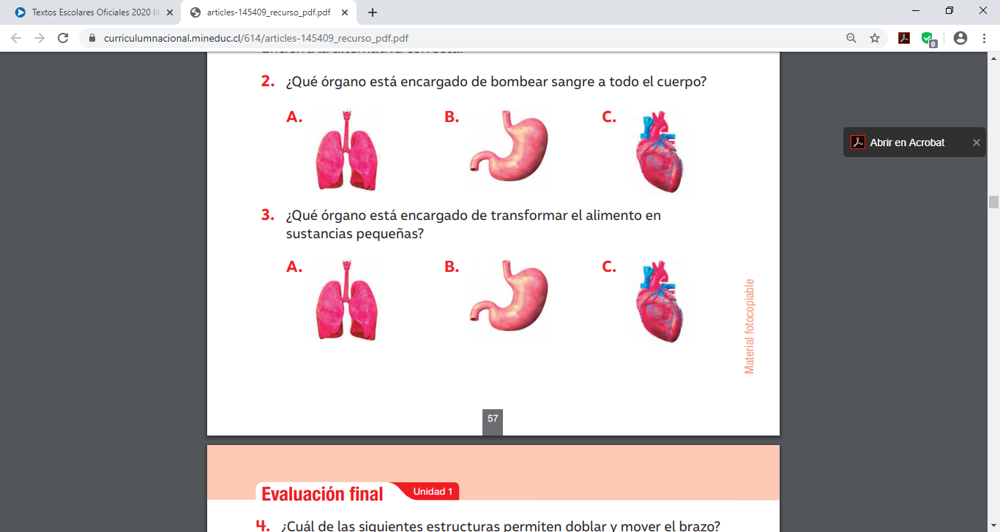 Textos Escolares Oficiales 2020 li
articles-145409_recurso_pdf.pdf
curriculumnacional.mineduc.cl/614/articles-145409_recurso_pdf.pdf
0
2. ¿Qué órgano está encargado de bombear sangre a todo el cuerpo?
A. B. C.
Abrir en Acrobat
3. ¿Qué órgano está encargado de transformar el alimento en
sustancias pequeñas?
A. B. C.
Material fotocopiable
57
Evaluación final Unidad 1
4. ¿Cuál de las siguientes estructuras permiten doblar y mover el brazo?